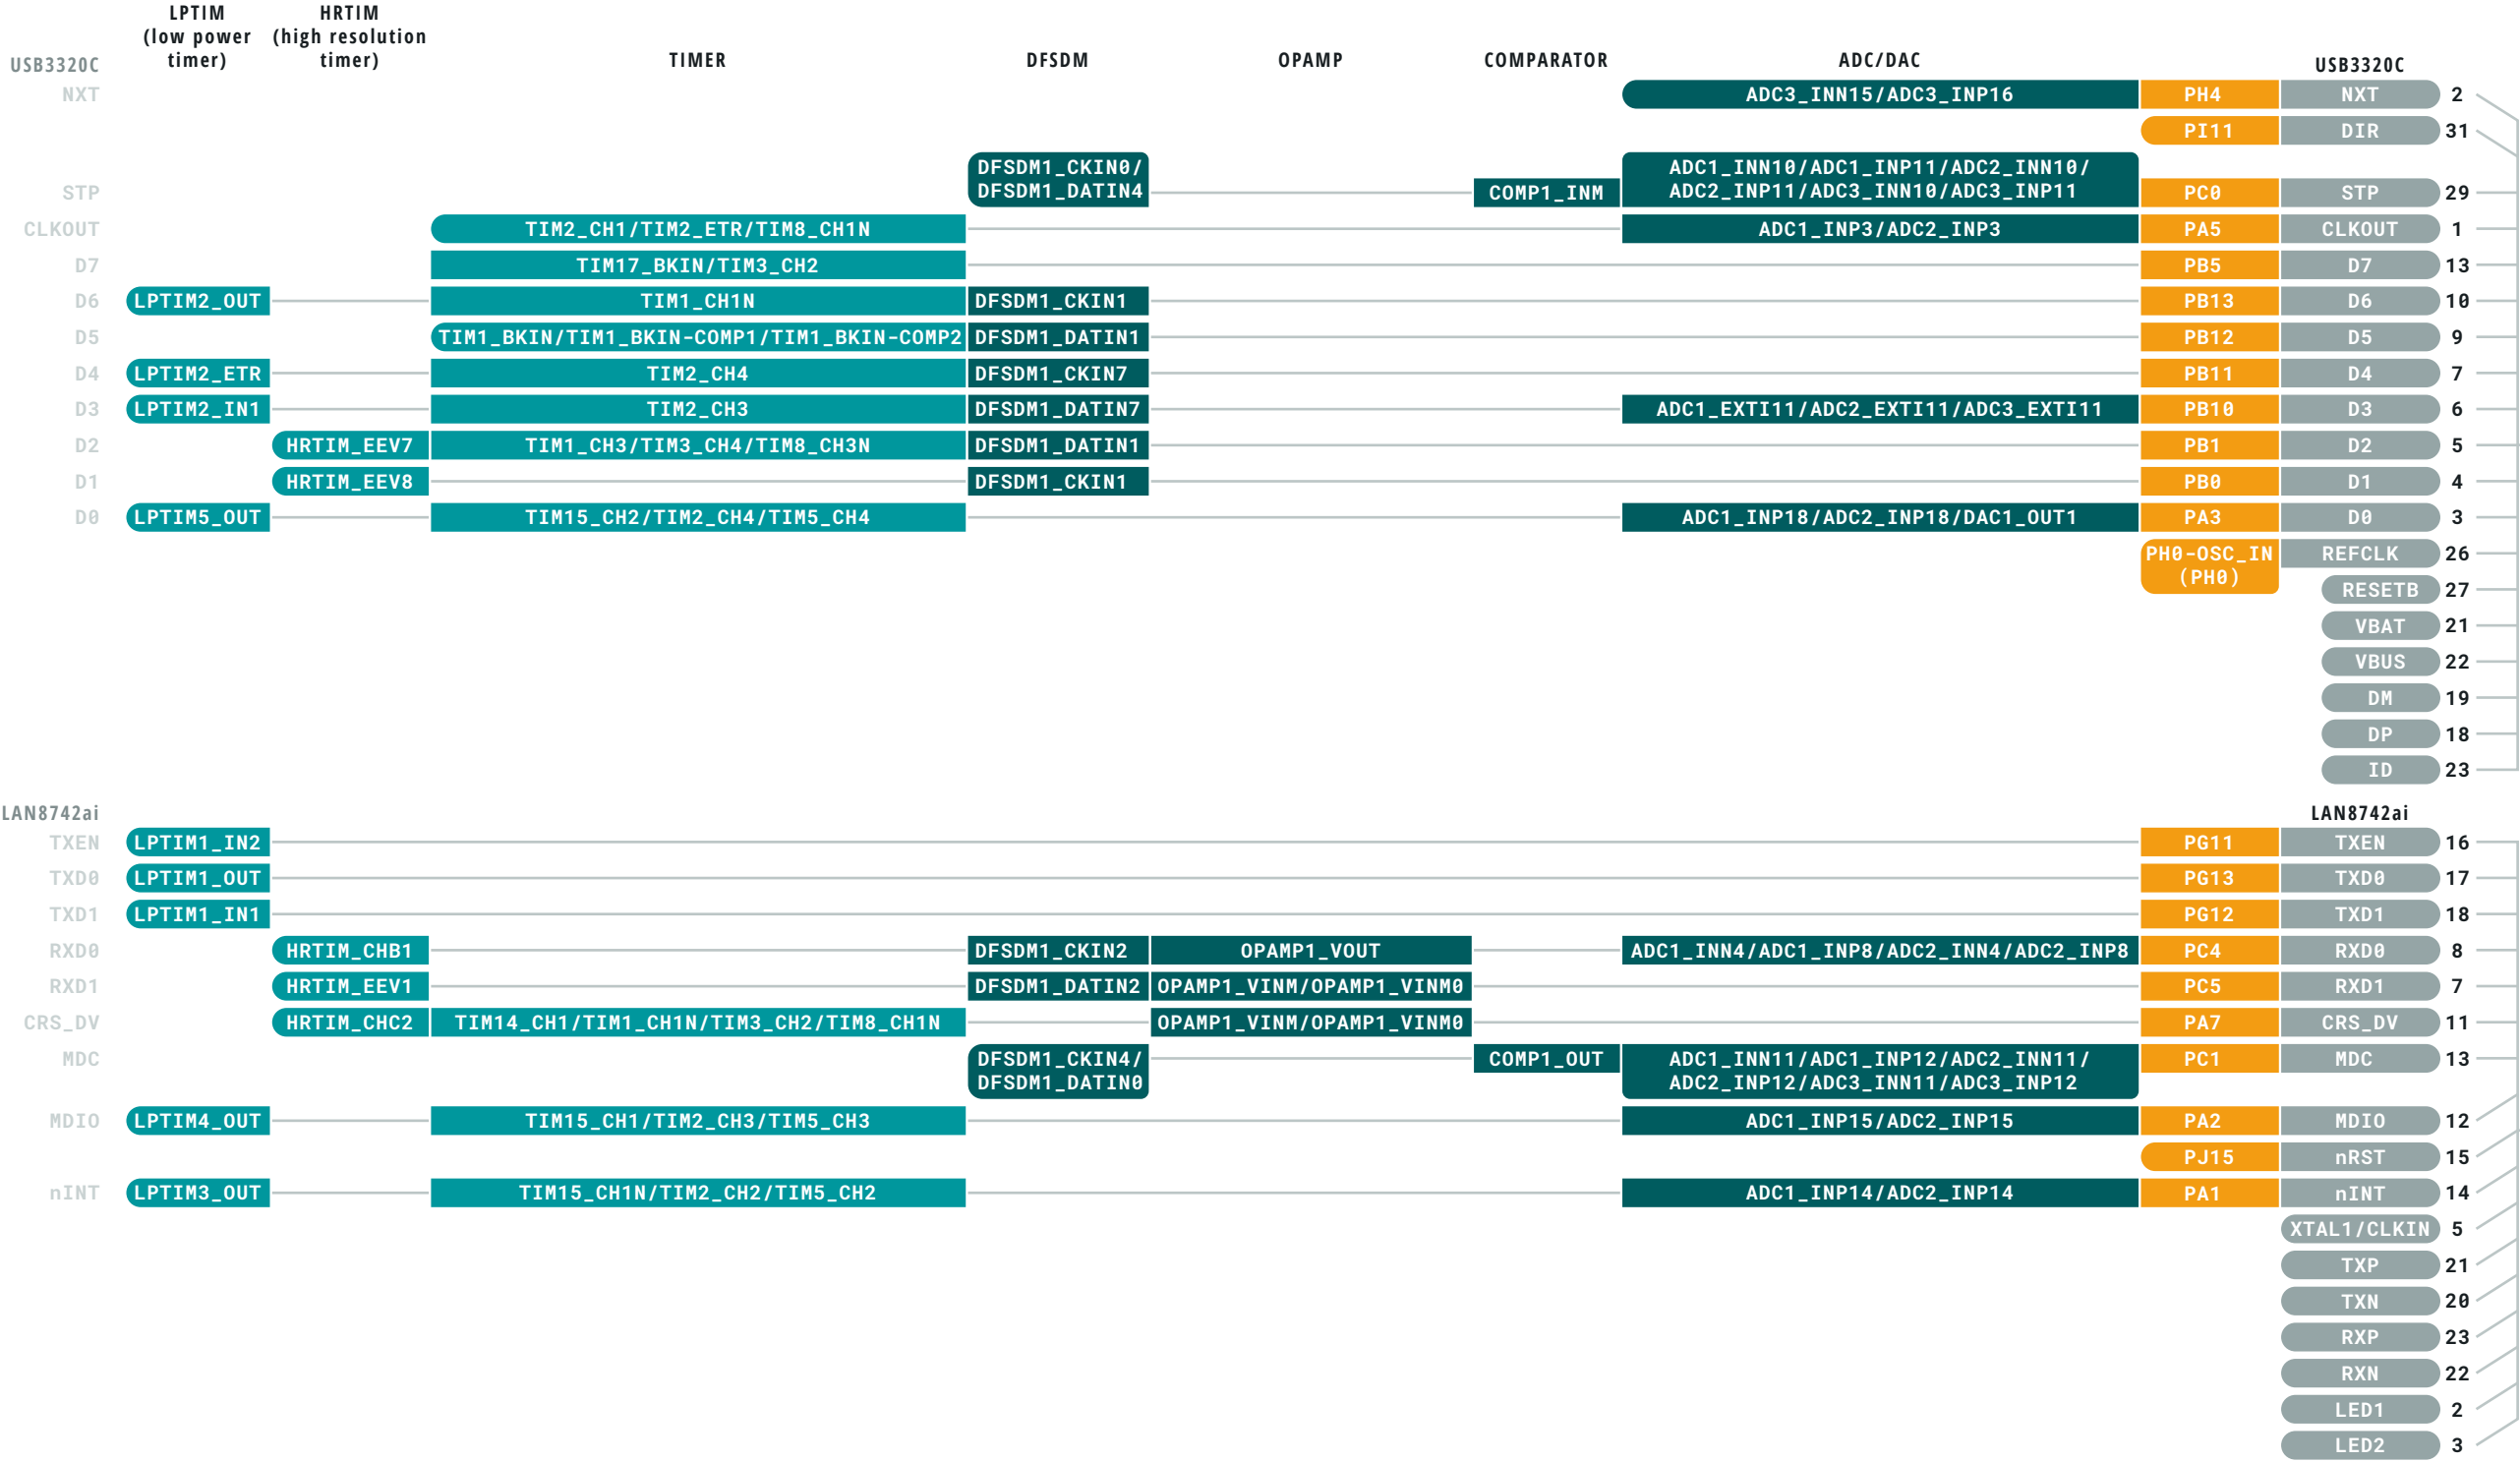 LPTIM
(low power
timer)
HRTIM
(high resolution
timer)
TIMER
DFSDM
OPAMP
COMPARATOR
ADC/DAC
USB3320C
USB3320C
NXT ADC3_INN15/ADC3_INP16 PH4 NXT 2
PI11 DIR 31
DFSDM1_CKIN0/ ADC1_INN10/ADC1_INP11/ADC2_INN10/
STP DFSDM1_DATIN4 COMP1_INM ADC2_INP11/ADC3_INN10/ADC3_INP11 PC0 STP 29
CLKOUT TIM2_CH1/TIM2_ETR/TIM8_CH1N ADC1_INP3/ADC2_INP3 PA5 CLKOUT 1
D7 TIM17_BKIN/TIM3_CH2 PB5 D7 13
D6 LPTIM2_OUT TIM1_CH1N DFSDM1_CKIN1 PB13 D6 10
D5 TIM1_BKIN/TIM1_BKIN-COMP1/TIM1_BKIN-COMP2 DFSDM1_DATIN1 PB12 D5 9
D4 LPTIM2_ETR TIM2_CH4 DFSDM1_CKIN7 PB11 D4 7
D3 LPTIM2_IN1 TIM2_CH3 DFSDM1_DATIN7 ADC1_EXTI11/ADC2_EXTI11/ADC3_EXTI11 PB10 D3 6
D2 HRTIM_EEV7 TIM1_CH3/TIM3_CH4/TIM8_CH3N DFSDM1_DATIN1 PB1 D2 5
D1 HRTIM_EEV8 DFSDM1_CKIN1 PB0 D1 4
D0 LPTIM5_OUT TIM15_CH2/TIM2_CH4/TIM5_CH4 ADC1_INP18/ADC2_INP18/DAC1_OUT1 PA3 D0 3
PH0-OSC_IN REFCLK 26
(PH0)
RESETB 27
VBAT 21
VBUS 22
DM 19
DP 18
ID 23
LAN8742ai
LAN8742ai
TXEN LPTIM1_IN2 PG11 TXEN 16
TXD0 LPTIM1_OUT PG13 TXD0 17
TXD1 LPTIM1_IN1 PG12 TXD1 18
RXD0 HRTIM_CHB1 DFSDM1_CKIN2 OPAMP1_VOUT ADC1_INN4/ADC1_INP8/ADC2_INN4/ADC2_INP8 PC4 RXD0 8
RXD1 HRTIM_EEV1 DFSDM1_DATIN2 OPAMP1_VINM/OPAMP1_VINM0 PC5 RXD1 7
CRS_DV HRTIM_CHC2 TIM14_CH1/TIM1_CH1N/TIM3_CH2/TIM8_CH1N OPAMP1_VINM/OPAMP1_VINM0 PA7 CRS_DV 11
MDC DFSDM1_CKIN4/ COMP1_OUT ADC1_INN11/ADC1_INP12/ADC2_INN11/ PC1 MDC 13
DFSDM1_DATIN0 ADC2_INP12/ADC3_INN11/ADC3_INP12
MDIO LPTIM4_OUT TIM15_CH1/TIM2_CH3/TIM5_CH3 ADC1_INP15/ADC2_INP15 PA2 MDIO 12
PJ15 nRST 15
nINT LPTIM3_OUT TIM15_CH1N/TIM2_CH2/TIM5_CH2 ADC1_INP14/ADC2_INP14 PA1 nINT 14
XTAL1/CLKIN 5
TXP 21
TXN 20
RXP 23
RXN 22
LED1 2
LED2 3